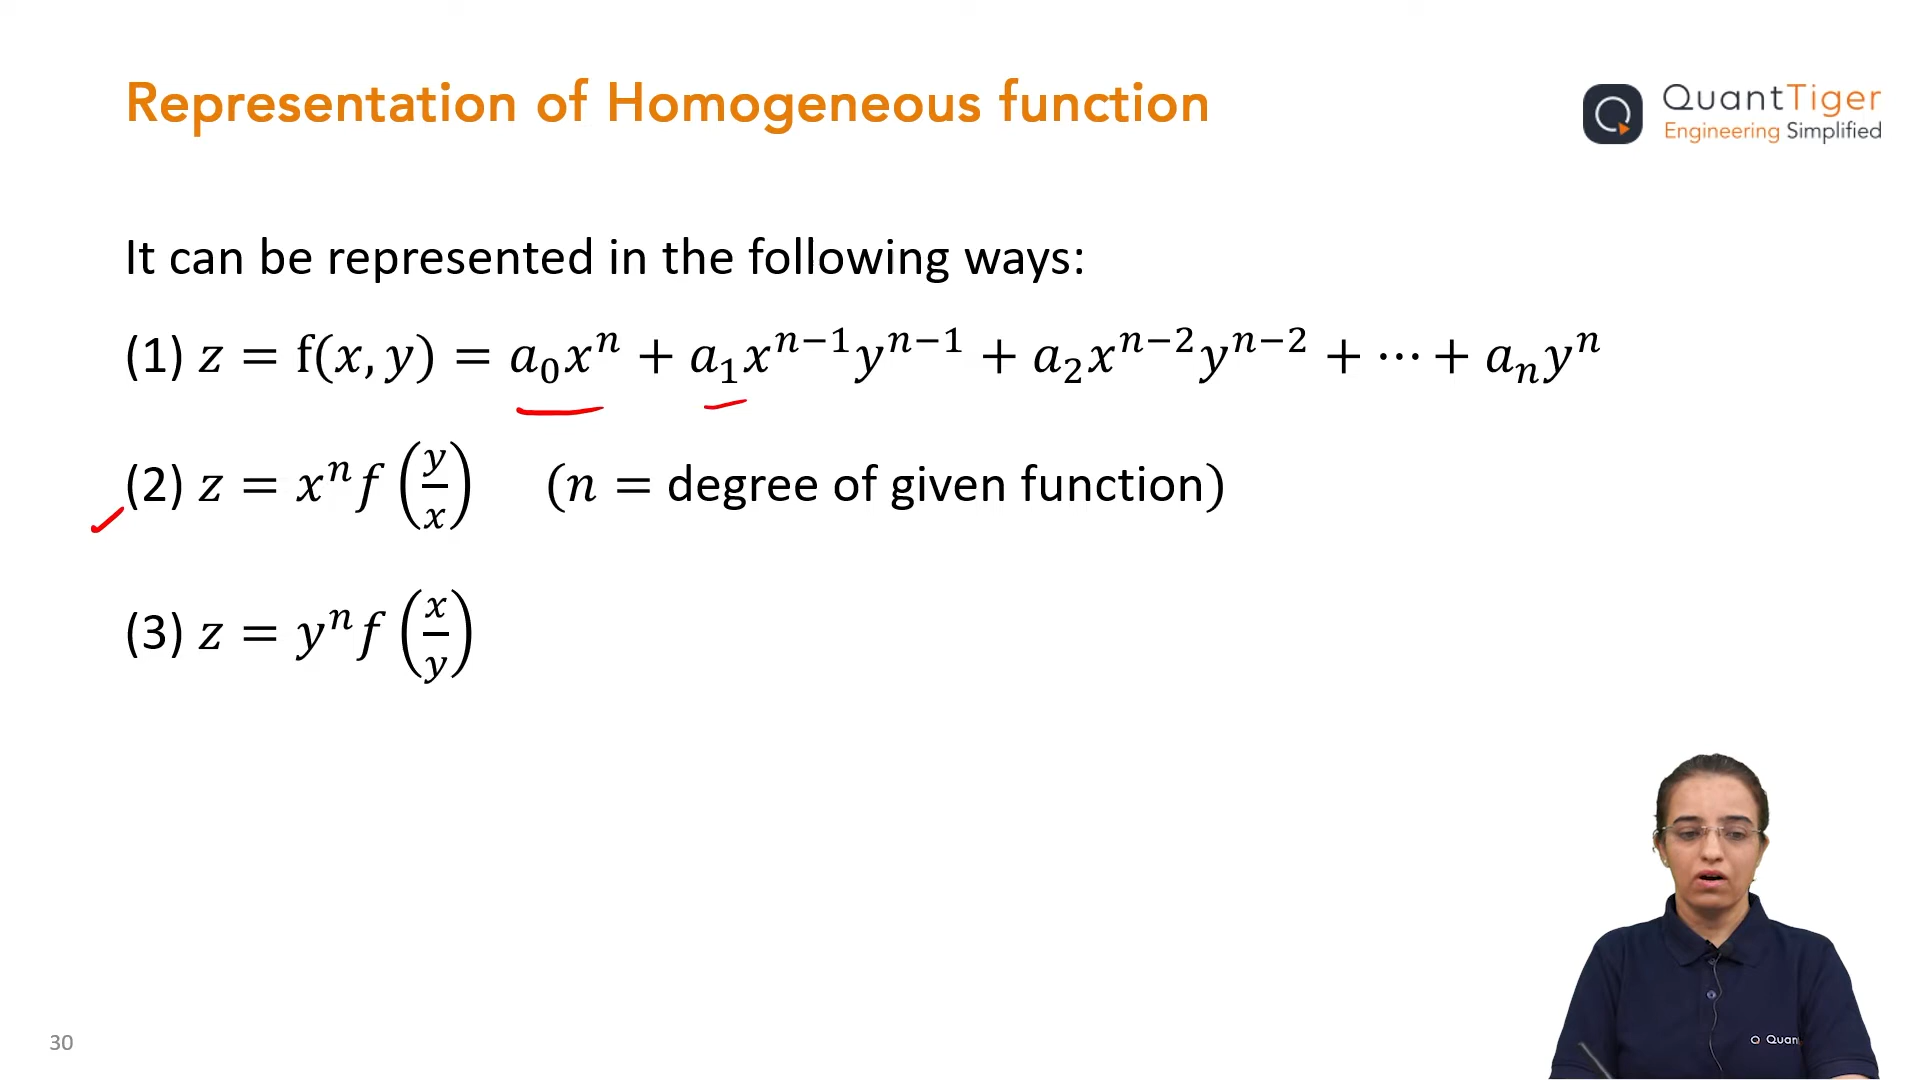 Representation of Homogeneous function
QuantTiger
Engineering Simplified
It can be represented in the following ways:
(1) z = f(x, y) = a₀xⁿ + a₁xⁿ⁻¹yⁿ⁻¹ + a₂xⁿ⁻²yⁿ⁻² + ⋯ + aₙyⁿ
(2) z = xⁿf(y/x) (n = degree of given function)
(3) z = yⁿf(x/y)
Quan
30